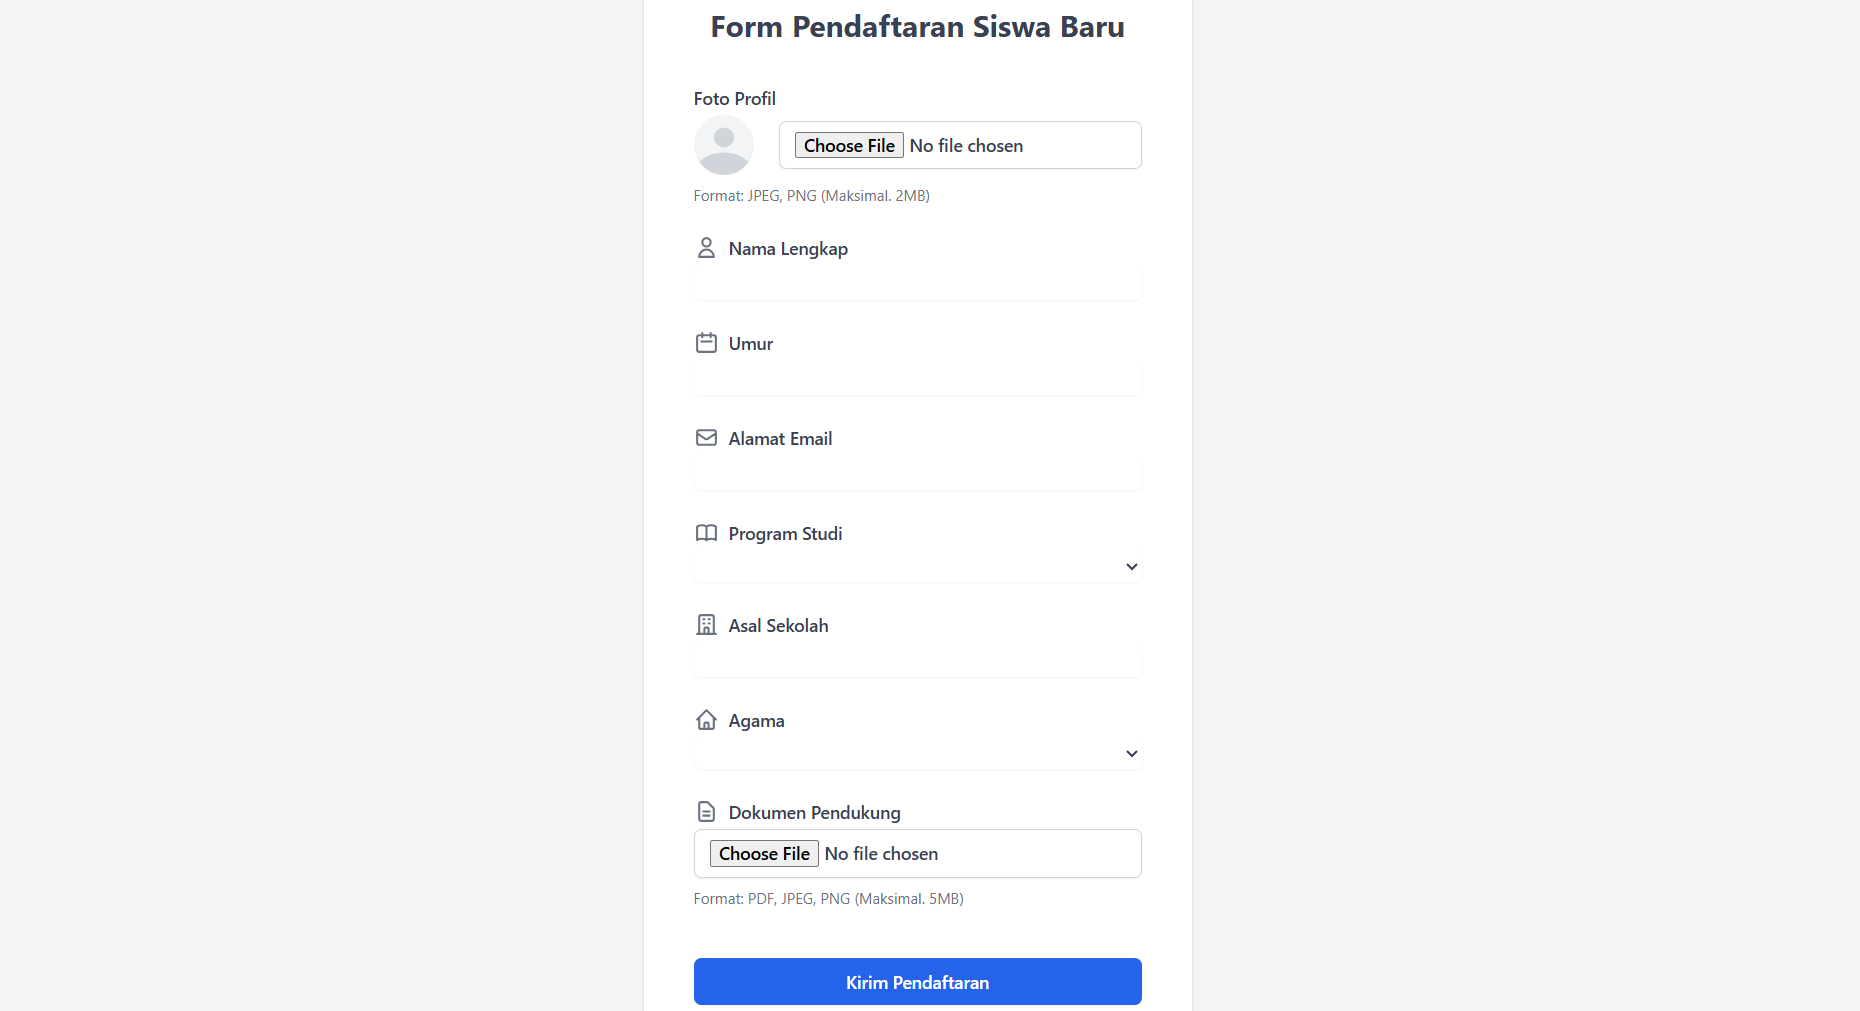 Form Pendaftaran Siswa Baru
Foto Profil
Choose File No file chosen
Format: JPEG, PNG (Maksimal. 2MB)
Nama Lengkap
Umur
Alamat Email
Program Studi
Asal Sekolah
Agama
Dokumen Pendukung
Choose File No file chosen
Format: PDF, JPEG, PNG (Maksimal. 5MB)
Kirim Pendaftaran